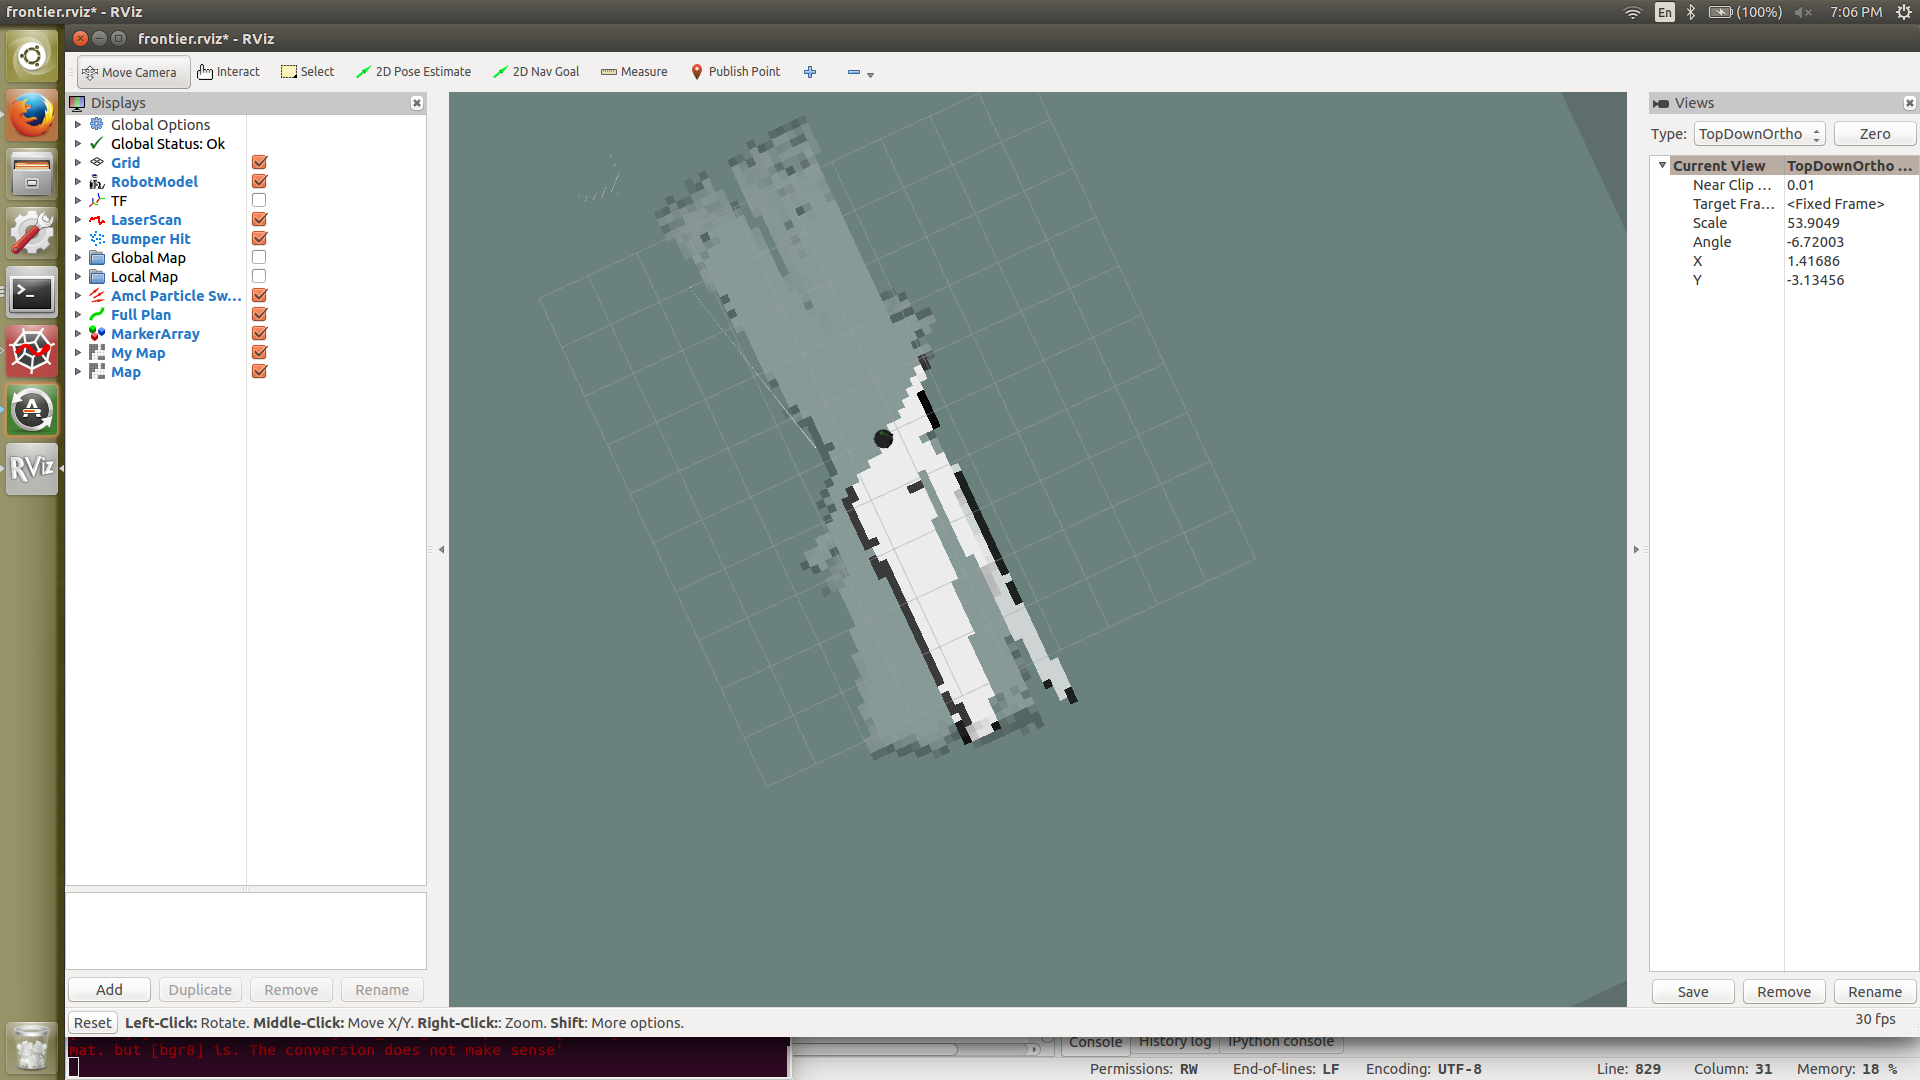 frontier.rviz* - RViz
En
(100%)
7:06 PM
frontier.rviz* - RViz
Move Camera
Interact
Select
2D Pose Estimate
2D Nav Goal
Measure
Publish Point
Displays
Global Options
Global Status: Ok
Grid
RobotModel
TF
LaserScan
Bumper Hit
Global Map
Local Map
Amcl Particle Sw...
Full Plan
MarkerArray
My Map
Map
Add
Duplicate
Remove
Rename
Views
Type:
TopDownOrtho
Zero
Current View
TopDownOrtho ...
Near Clip ...
0.01
Target Fra...
<Fixed Frame>
Scale
53.9049
Angle
-6.72003
X
1.41686
Y
-3.13456
Save
Remove
Rename
RViz
Reset
Left-Click: Rotate. Middle-Click: Move X/Y. Right-Click:: Zoom. Shift: More options.
30 fps
mat. but [bgr8] is. The conversion does not make sense'
Console
History log
IPython console
Permissions: RW
End-of-lines: LF
Encoding: UTF-8
Line: 829
Column: 31
Memory: 18 %